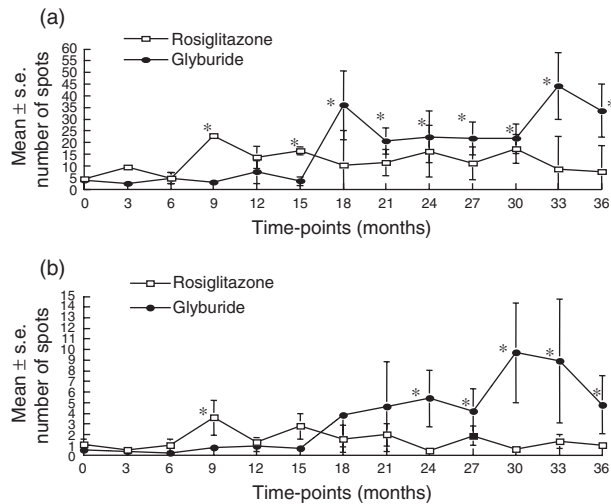 (a)
Rosiglitazone
Glyburide
Mean ± s.e.
number of spots
60
55
50
45
40
35
30
25
20
15
10
5
0
* * * * * * * * *
0 3 6 9 12 15 18 21 24 27 30 33 36
Time-points (months)
(b)
Rosiglitazone
Glyburide
Mean ± s.e.
number of spots
15
14
13
12
11
10
9
8
7
6
5
4
3
2
1
0
* * * * * *
0 3 6 9 12 15 18 21 24 27 30 33 36
Time-points (months)